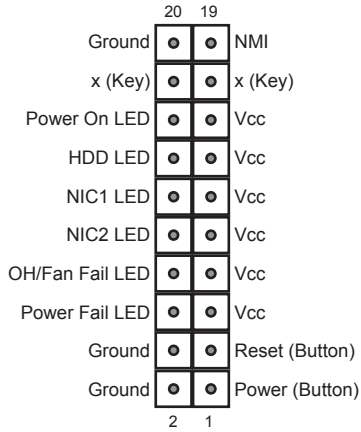 20 19
Ground NMI
x (Key) x (Key)
Power On LED Vcc
HDD LED Vcc
NIC1 LED Vcc
NIC2 LED Vcc
OH/Fan Fail LED Vcc
Power Fail LED Vcc
Ground Reset (Button)
Ground Power (Button)
2 1